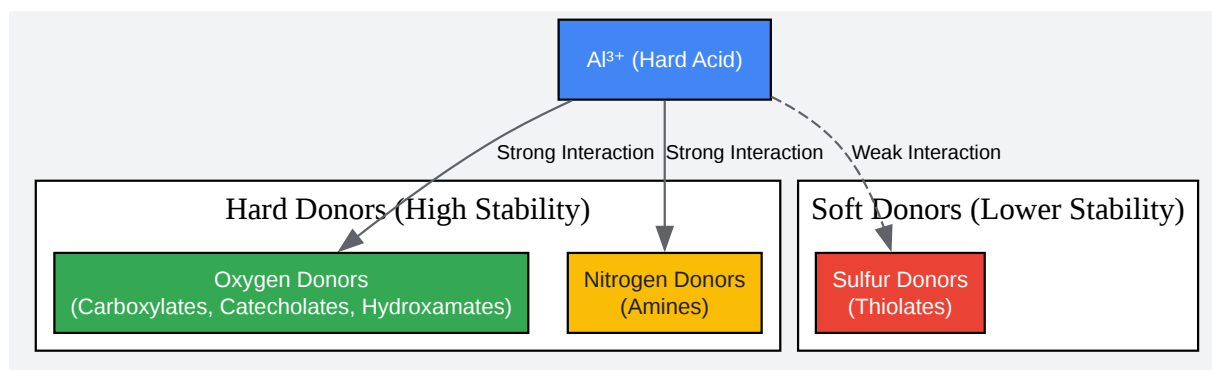 Al³⁺ (Hard Acid)
Strong Interaction
Strong Interaction
Weak Interaction
Hard Donors (High Stability)
Soft Donors (Lower Stability)
Oxygen Donors
(Carboxylates, Catecholates, Hydroxamates)
Nitrogen Donors
(Amines)
Sulfur Donors
(Thiolates)